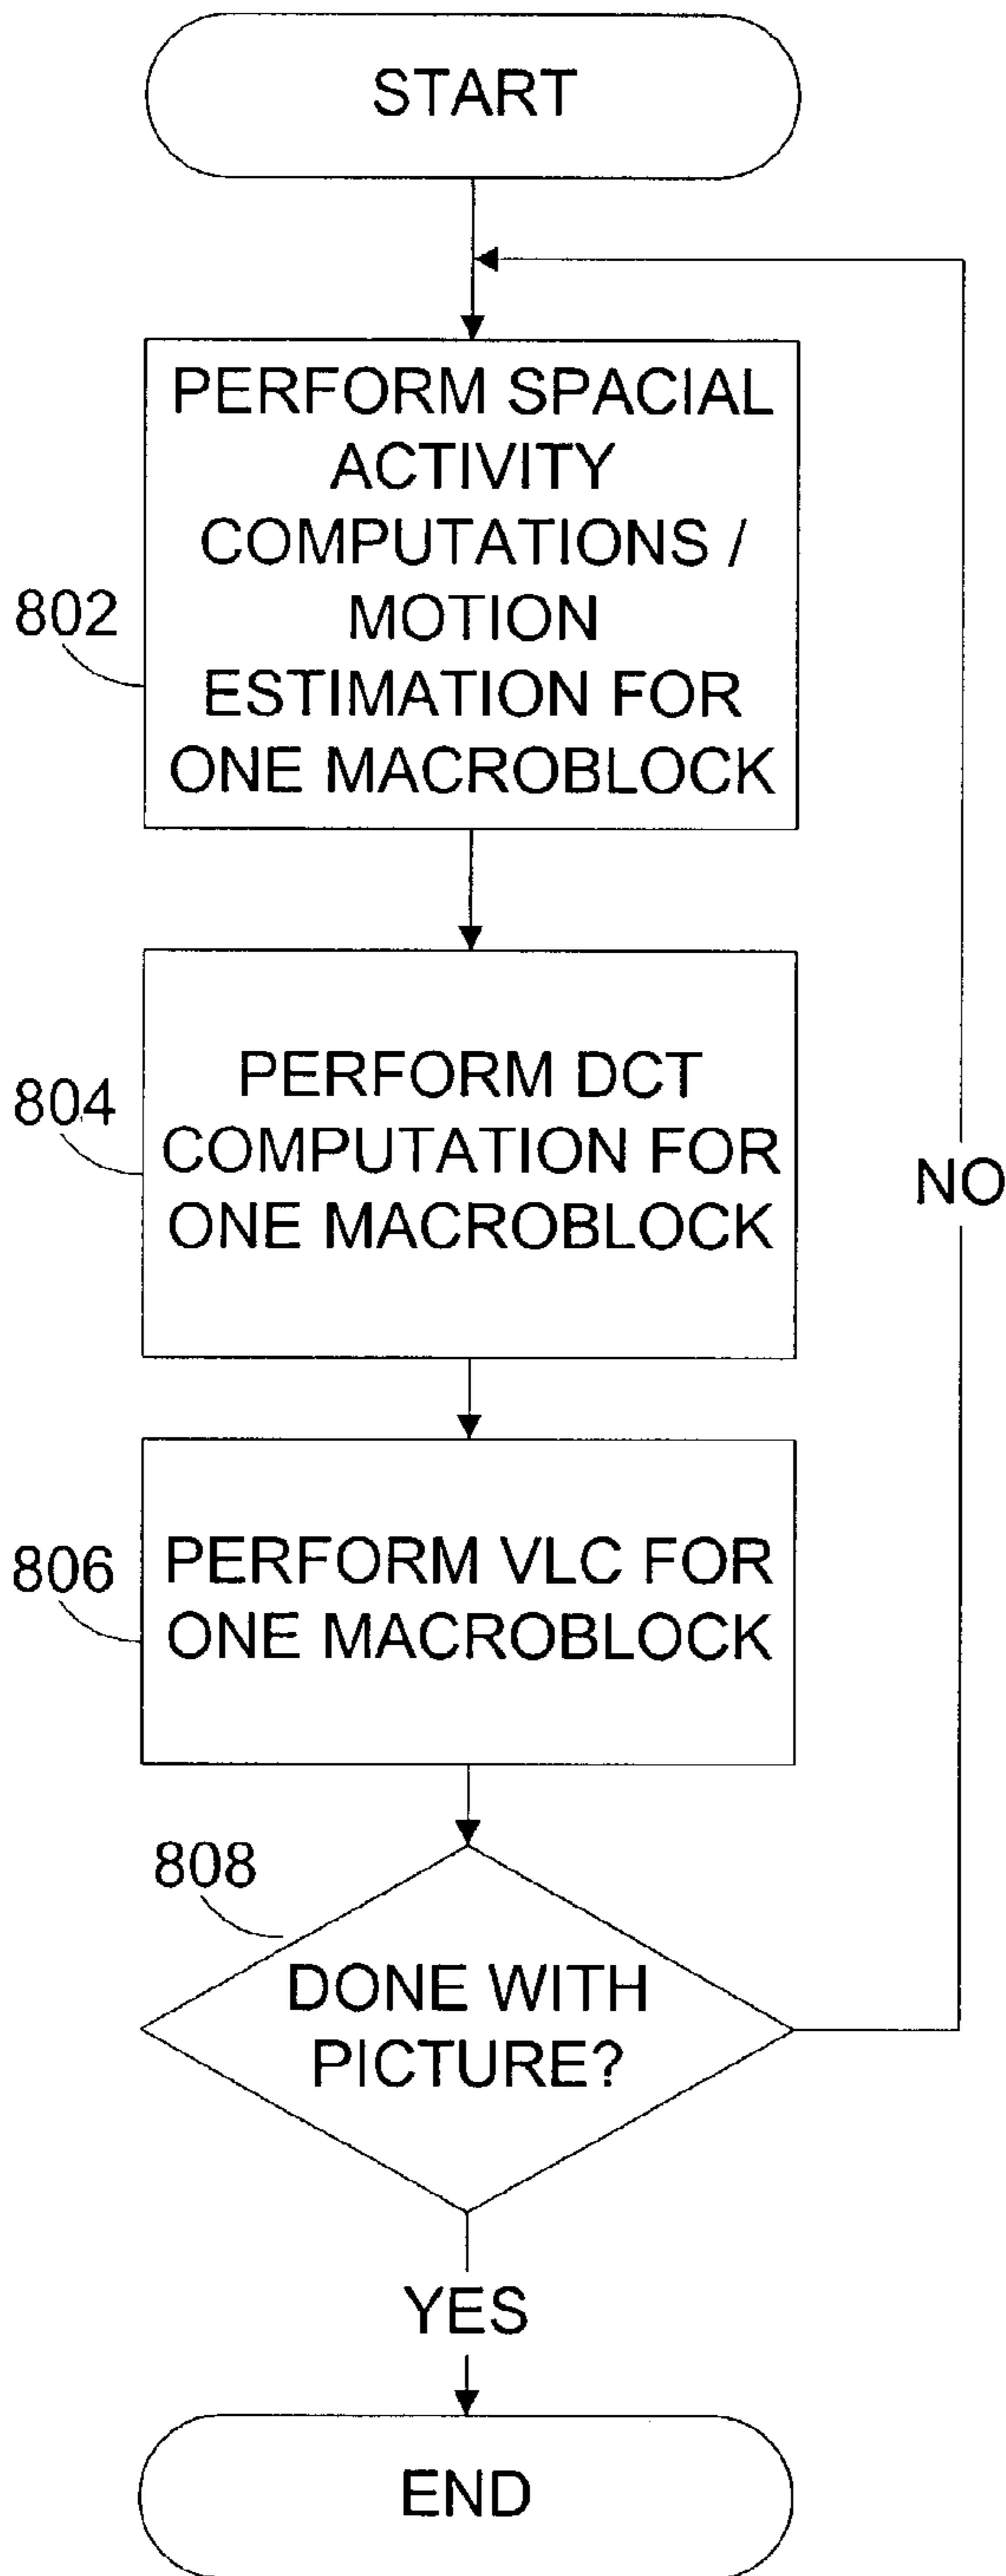 START
PERFORM SPACIAL
ACTIVITY
COMPUTATIONS /
MOTION
ESTIMATION FOR
ONE MACROBLOCK
802
PERFORM DCT
COMPUTATION FOR
ONE MACROBLOCK
804
NO
PERFORM VLC FOR
ONE MACROBLOCK
806
808
DONE WITH
PICTURE?
YES
END